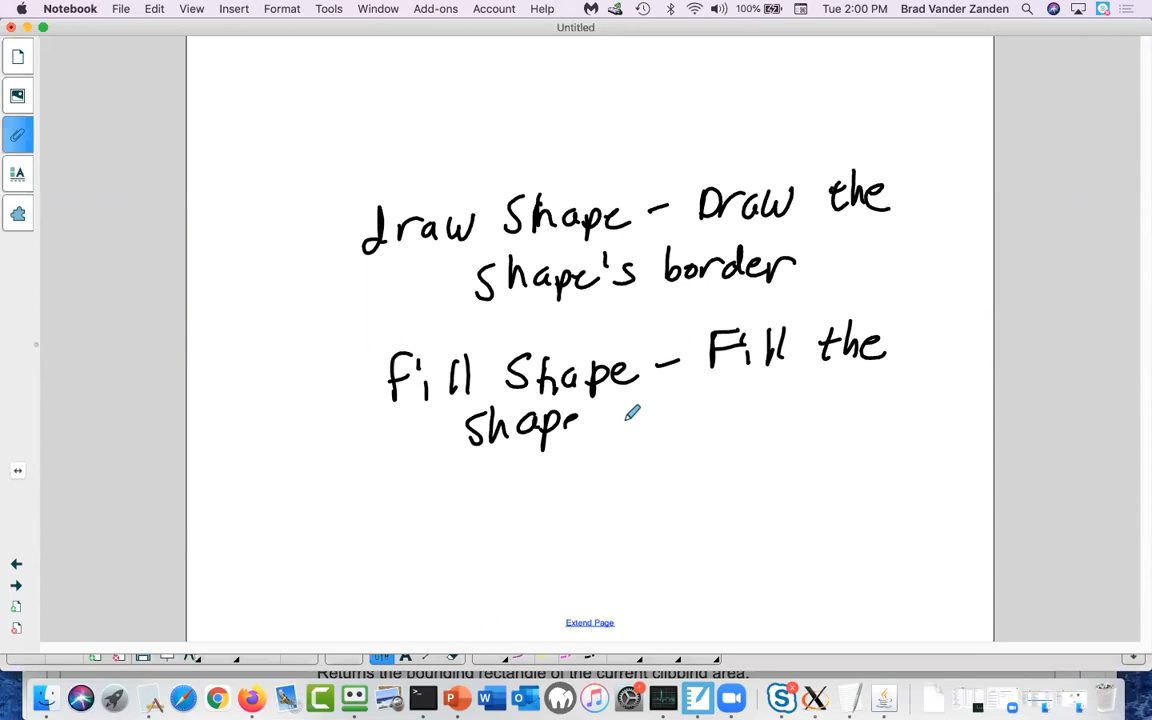 Notebook File Edit View Insert Format Tools Window Add-ons Account Help 100% Tue 2:00 PM Brad Vander Zanden
Untitled
draw Shape - Draw the
shape's border
Fill Shape - Fill the
shape
Extend Page
Returns the bounding rectangle of the current clipping area.